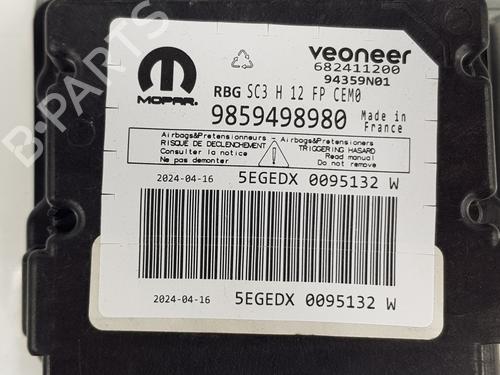 veoneer
682411200
94359N01
MOPAR.
RBG SC3 H 12 FP CEM0
9859498980
Made in
France
Airbags&Pretensionneurs - Airbags&Pretensioners
RISQUE DE DECLENCHEMENT
Consulter la notice
Ne pas demonter
TRIGGERING HASARD
Read manual
Do not remove
2024-04-16 5EGEDX 0095132 W
2024-04-16 5EGEDX 0095132 W
B-PARTS